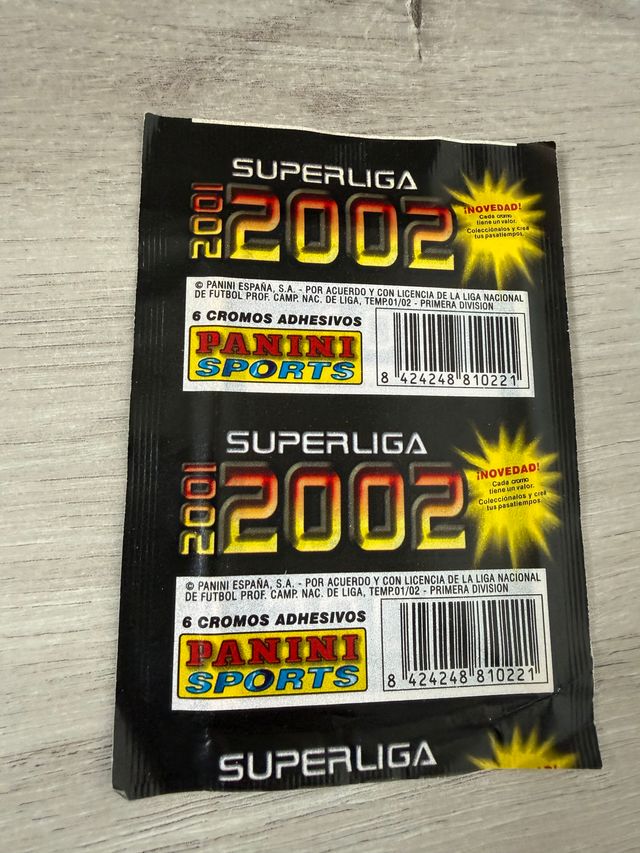 SUPERLIGA
2001 2002
¡NOVEDAD!
Cada cromo
tiene un valor.
Colecciónalos y crea
tus pasatiempos.
© PANINI ESPAÑA, S.A. - POR ACUERDO Y CON LICENCIA DE LA LIGA NACIONAL
DE FUTBOL PROF. CAMP. NAC. DE LIGA, TEMP.01/02 - PRIMERA DIVISION
6 CROMOS ADHESIVOS
PANINI
SPORTS
8 424248 810221
SUPERLIGA
2001 2002
¡NOVEDAD!
Cada cromo
tiene un valor.
Colecciónalos y crea
tus pasatiempos.
© PANINI ESPAÑA, S.A. - POR ACUERDO Y CON LICENCIA DE LA LIGA NACIONAL
DE FUTBOL PROF. CAMP. NAC. DE LIGA, TEMP.01/02 - PRIMERA DIVISION
6 CROMOS ADHESIVOS
PANINI
SPORTS
8 424248 810221
SUPERLIGA